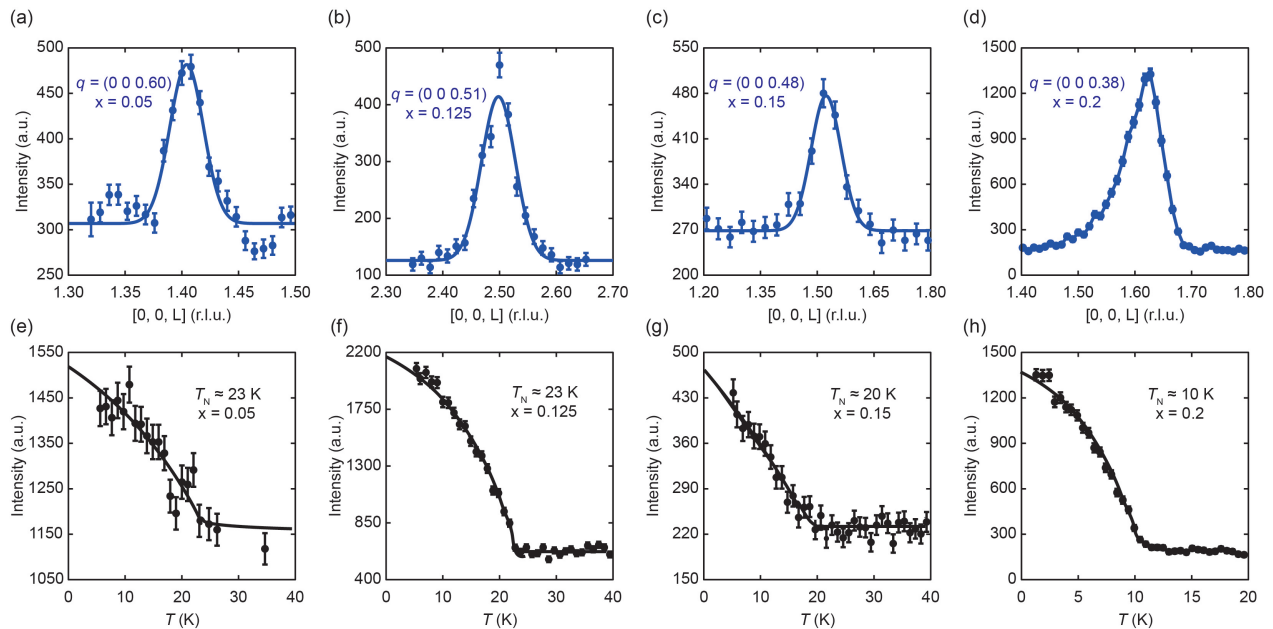 (a)
(b)
(c)
(d)
500
450
400
350
300
250
Intensity (a.u.)
q = (0 0 0.60)
x = 0.05
1.30 1.35 1.40 1.45 1.50
[0, 0, L] (r.l.u.)
500
400
300
200
100
Intensity (a.u.)
q = (0 0 0.51)
x = 0.125
2.30 2.40 2.50 2.60 2.70
[0, 0, L] (r.l.u.)
550
480
410
340
270
200
Intensity (a.u.)
q = (0 0 0.48)
x = 0.15
1.20 1.35 1.50 1.65 1.80
[0, 0, L] (r.l.u.)
1500
1200
900
600
300
0
Intensity (a.u.)
q = (0 0 0.38)
x = 0.2
1.40 1.50 1.60 1.70 1.80
[0, 0, L] (r.l.u.)
(e)
(f)
(g)
(h)
1550
1450
1350
1250
1150
1050
Intensity (a.u.)
TN ≈ 23 K
x = 0.05
0 10 20 30 40
T (K)
2200
1750
1300
850
400
Intensity (a.u.)
TN ≈ 23 K
x = 0.125
0 10 20 30 40
T (K)
500
430
360
290
220
150
Intensity (a.u.)
TN ≈ 20 K
x = 0.15
0 10 20 30 40
T (K)
1500
1200
900
600
300
0
Intensity (a.u.)
TN ≈ 10 K
x = 0.2
0 5 10 15 20
T (K)